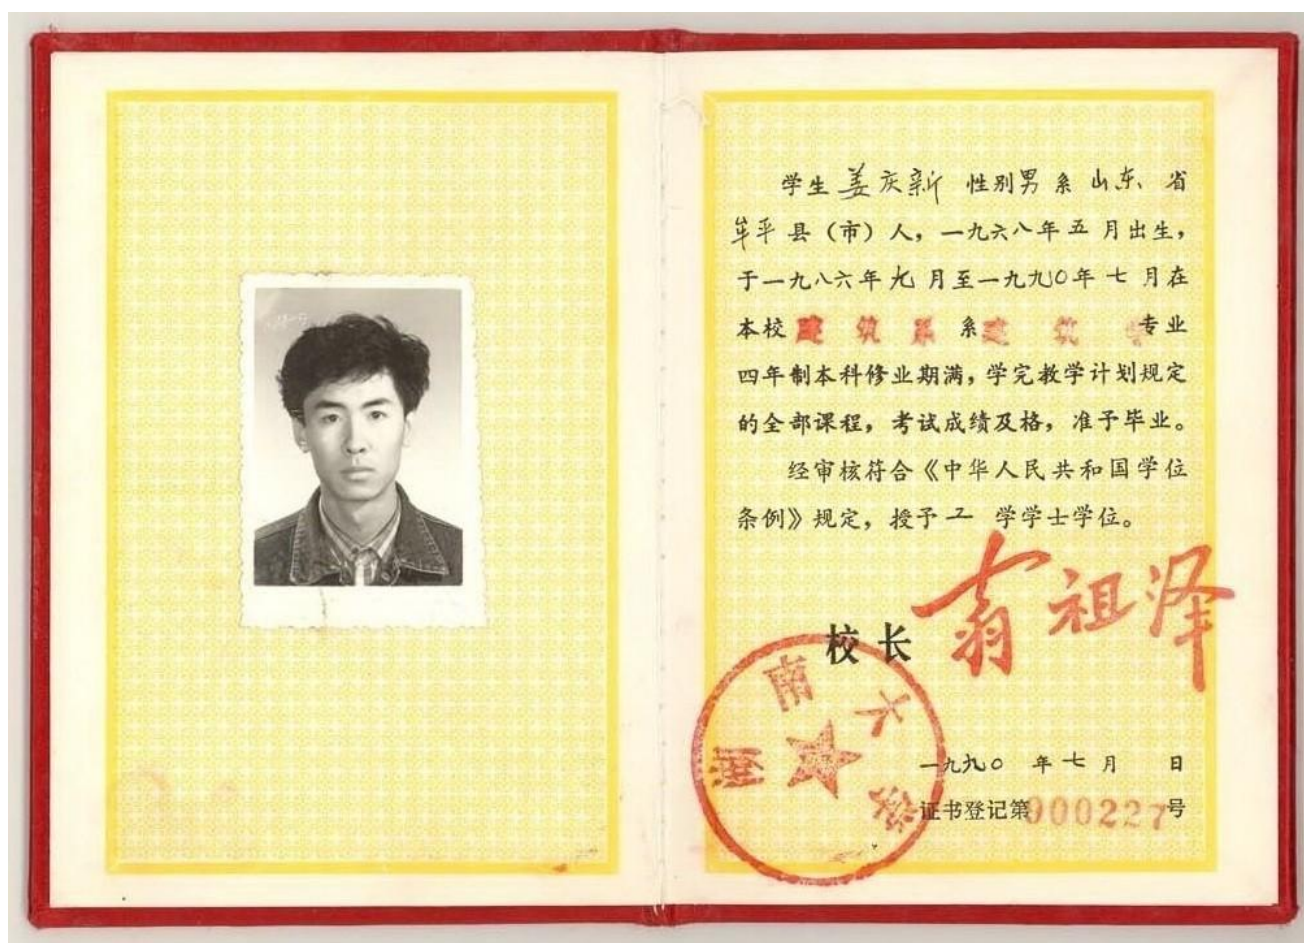 学生姜庆新 性别男系山东省
牟平县（市）人，一九六八年五月出生，
于一九八六年九月至一九九〇年七月在
本校建筑系系建筑学专业
四年制本科修业期满，学完教学计划规定
的全部课程，考试成绩及格，准予毕业。
经审核符合《中华人民共和国学位
条例》规定，授予工学学士学位。
校长 翁祖泽
湖南大学
一九九〇年七月 日
证书登记第000227号